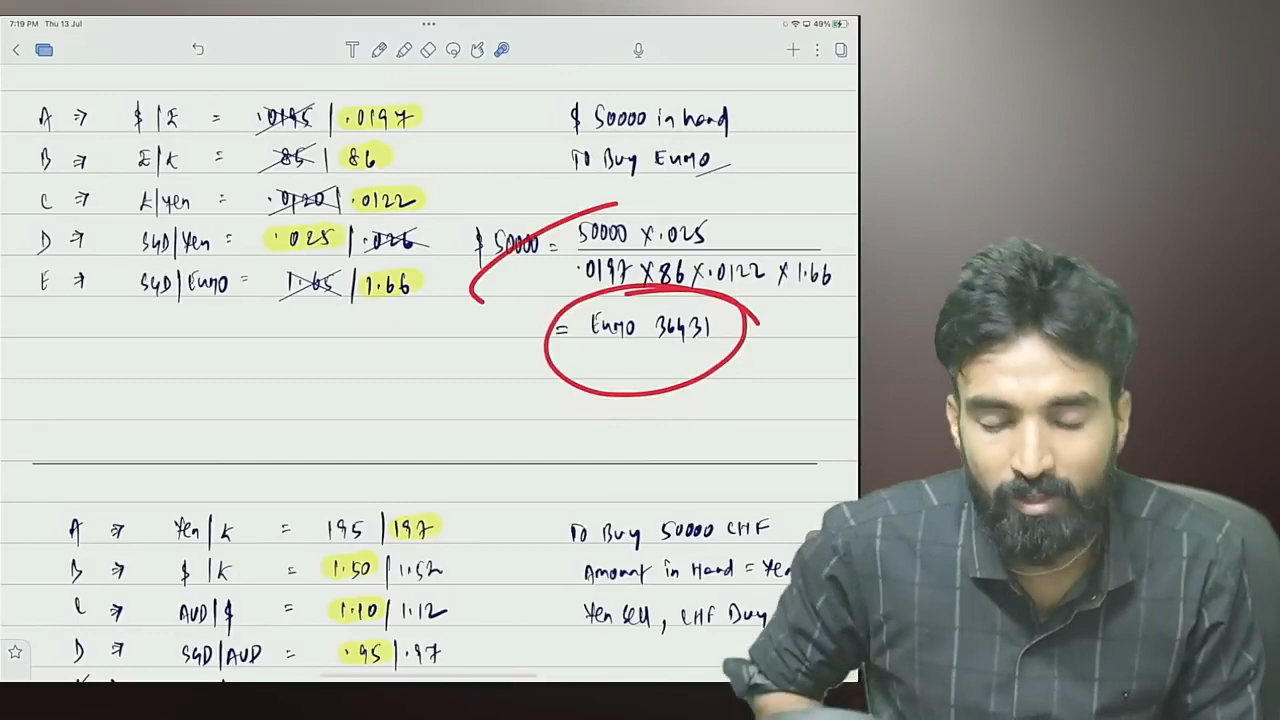 7:19 PM Thu 13 Jul
49%
A ⇒ $|£ = .0195 | .0197
B ⇒ £|K = 85 | 86
C ⇒ K|Yen = .0120 | .0122
D ⇒ SGD|Yen = .025 | .026
E ⇒ SGD|Euro = 1.65 | 1.66
$ 50000 in hand
TO Buy Euro
$ 50000 = 50000 x .025
.0197 x 86 x .0122 x 1.66
= Euro 36431
A ⇒ Yen|K = 195 | 197
B ⇒ $|K = 1.50 | 1.52
C ⇒ AUD|$ = 1.10 | 1.12
D ⇒ SGD|AUD = .95 | .97
TO Buy 50000 CHF
Amount in Hand = Yen
Yen sell, CHF Buy